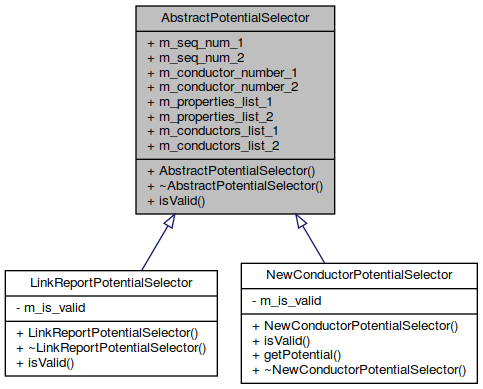 AbstractPotentialSelector
+ m_seq_num_1
+ m_seq_num_2
+ m_conductor_number_1
+ m_conductor_number_2
+ m_properties_list_1
+ m_properties_list_2
+ m_conductors_list_1
+ m_conductors_list_2
+ AbstractPotentialSelector()
+ ~AbstractPotentialSelector()
+ isValid()
LinkReportPotentialSelector
- m_is_valid
+ LinkReportPotentialSelector()
+ ~LinkReportPotentialSelector()
+ isValid()
NewConductorPotentialSelector
- m_is_valid
+ NewConductorPotentialSelector()
+ isValid()
+ getPotential()
+ ~NewConductorPotentialSelector()